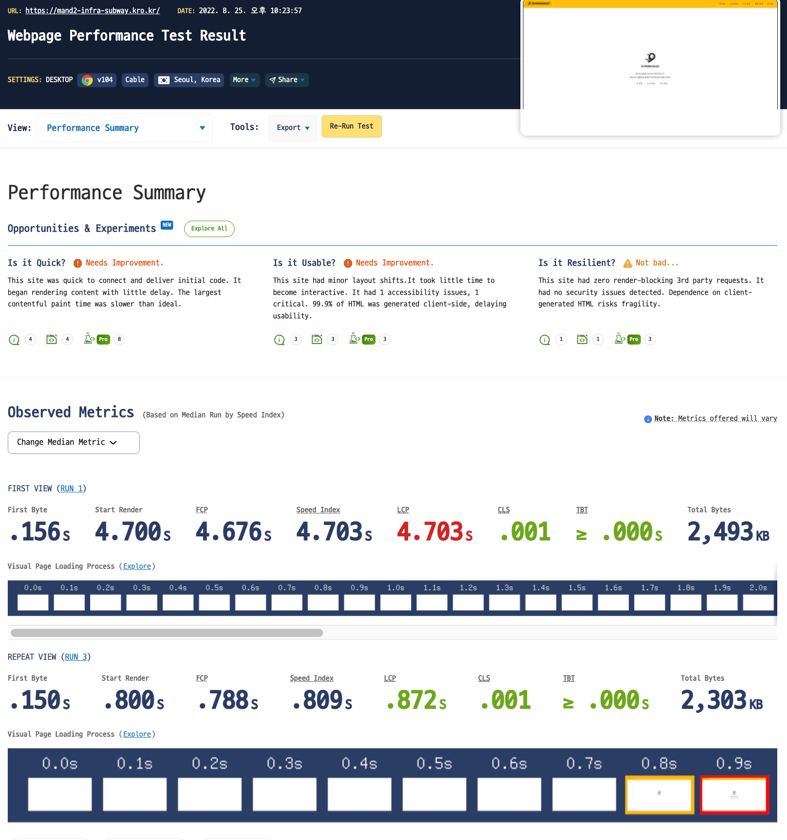 URL: https://mand2-infra-subway.kro.kr/ DATE: 2022. 8. 25. 오후 10:23:57
Webpage Performance Test Result
SETTINGS: DESKTOP v104 Cable Seoul, Korea More Share
View: Performance Summary Tools: Export Re-Run Test
Performance Summary
Opportunities & Experiments NEW Explore All
Is it Quick? Needs Improvement.
This site was quick to connect and deliver initial code. It
began rendering content with little delay. The largest
contentful paint time was slower than ideal.
4 4 Pro 8
Is it Usable? Needs Improvement.
This site had minor layout shifts.It took little time to
become interactive. It had 1 accessibility issues, 1
critical. 99.9% of HTML was generated client-side, delaying
usability.
3 3 Pro 3
Is it Resilient? Not bad...
This site had zero render-blocking 3rd party requests. It
had no security issues detected. Dependence on client-
generated HTML risks fragility.
1 1 Pro 3
Observed Metrics (Based on Median Run by Speed Index)
Note: Metrics offered will vary
Change Median Metric
FIRST VIEW (RUN 1)
First Byte Start Render FCP Speed Index LCP CLS TBT Total Bytes
.156S 4.700S 4.676S 4.703S 4.703S .001 ≥ .000S 2,493KB
Visual Page Loading Process (Explore)
0.0s 0.1s 0.2s 0.3s 0.4s 0.5s 0.6s 0.7s 0.8s 0.9s 1.0s 1.1s 1.2s 1.3s 1.4s 1.5s 1.6s 1.7s 1.8s 1.9s 2.0s
REPEAT VIEW (RUN 3)
First Byte Start Render FCP Speed Index LCP CLS TBT Total Bytes
.150S .800S .788S .809S .872S .001 ≥ .000S 2,303KB
Visual Page Loading Process (Explore)
0.0s 0.1s 0.2s 0.3s 0.4s 0.5s 0.6s 0.7s 0.8s 0.9s